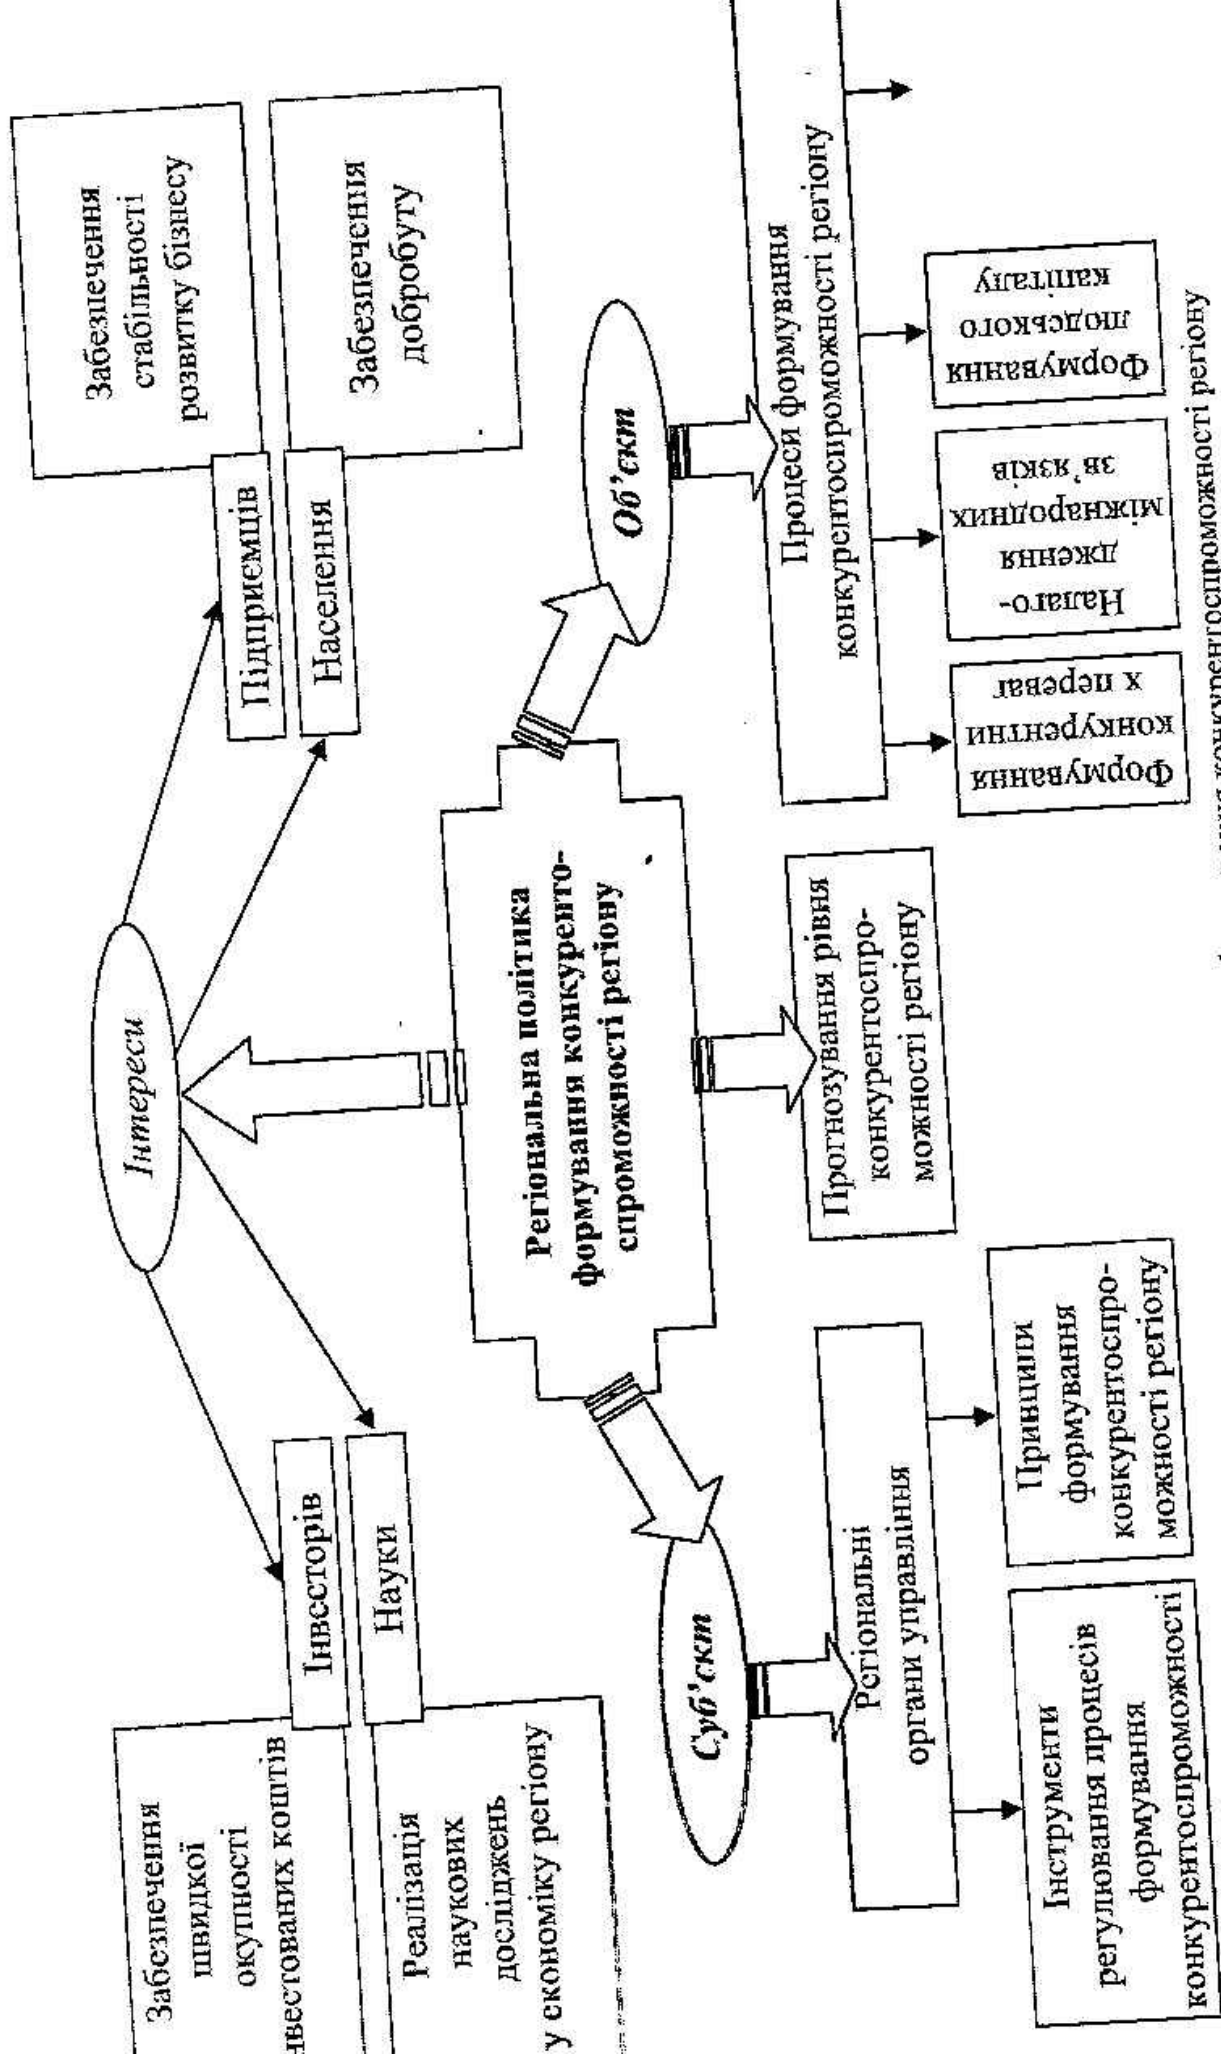 Інтереси
Забезпечення
швидкої
окупності
нвестованих коштів
Інвесторів
Реалізація
наукових
досліджень
у економіку регіону
Науки
Підприємців
Забезпечення
стабільності
розвитку бізнесу
Населення
Забезпечення
добробуту
Регіональна політика
формування конкуренто-
спроможності регіону
Суб’єкт
Об’єкт
Регіональні
органи управління
Прогнозування рівня
конкурентоспро-
можності регіону
Процеси формування
конкурентоспроможності регіону
Інструменти
регулювання процесів
формування
конкурентоспроможності
Принципи
формування
конкурентоспро-
можності регіону
Формування
конкурентни
х переваг
Налаго-
дження
міжнародних
зв’язків
Формування
людського
капіталу
конкурентоспроможності регіону